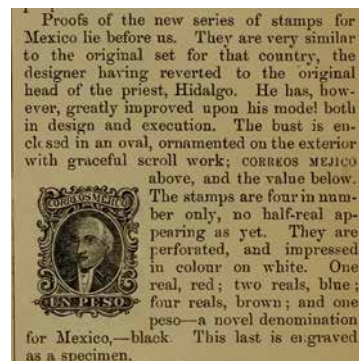 Proofs of the new series of stamps for
Mexico lie before us. They are very similar
to the original set for that country, the
designer having reverted to the original
head of the priest, Hidalgo. He has, how-
ever, greatly improved upon his model both
in design and execution. The bust is en-
closed in an oval, ornamented on the exterior
with graceful scroll work; CORREOS MEJICO
above, and the value below.
The stamps are four in num-
ber only, no half-real ap-
pearing as yet. They are
perforated, and impressed
in colour on white. One
real, red; two reals, blue;
four reals, brown; and one
peso—a novel denomination
for Mexico,—black. This last is engraved
as a specimen.
CORREOS MEJICO
UN PESO